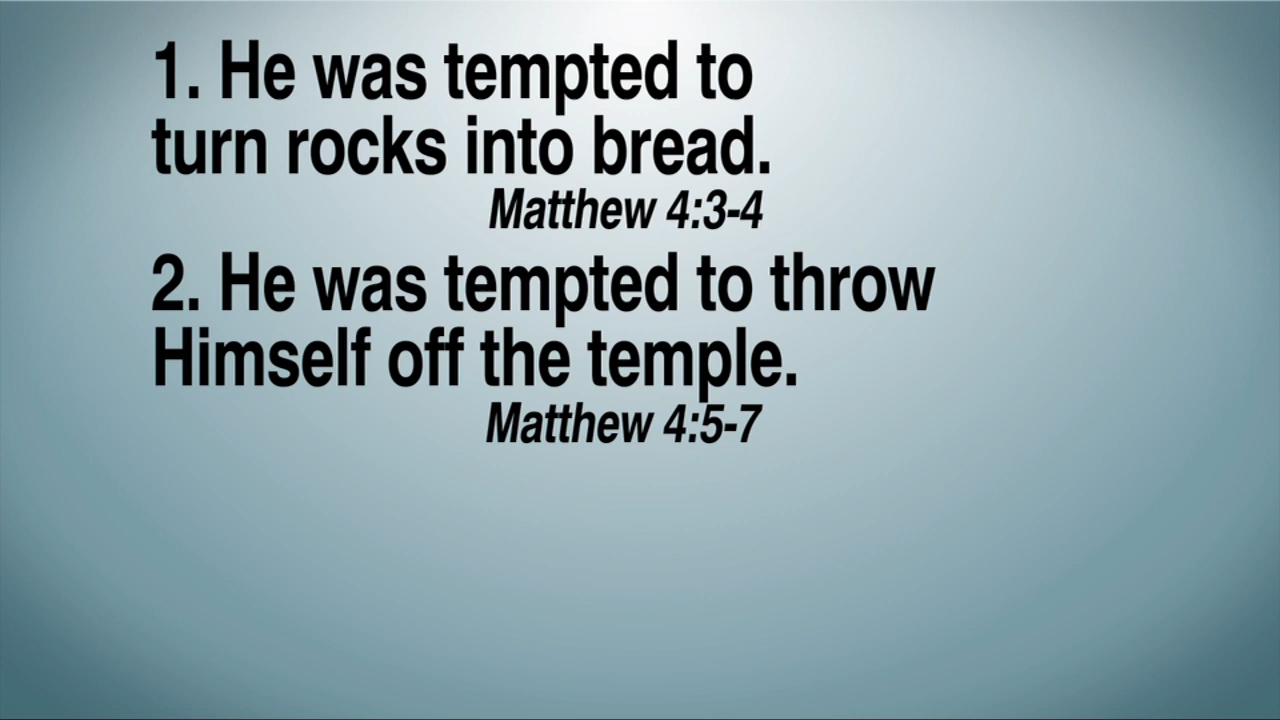 1. He was tempted to
turn rocks into bread.
Matthew 4:3-4
2. He was tempted to throw
Himself off the temple.
Matthew 4:5-7